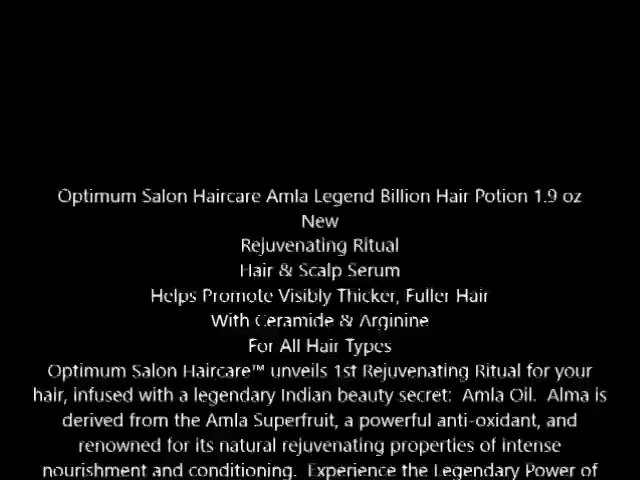 Optimum Salon Haircare Amla Legend Billion Hair Potion 1.9 oz
New
Rejuvenating Ritual
Hair & Scalp Serum
Helps Promote Visibly Thicker, Fuller Hair
With Ceramide & Arginine
For All Hair Types
Optimum Salon Haircare™ unveils 1st Rejuvenating Ritual for your
hair, infused with a legendary Indian beauty secret:  Amla Oil.  Alma is
derived from the Amla Superfruit, a powerful anti-oxidant, and
renowned for its natural rejuvenating properties of intense
nourishment and conditioning.  Experience the Legendary Power of